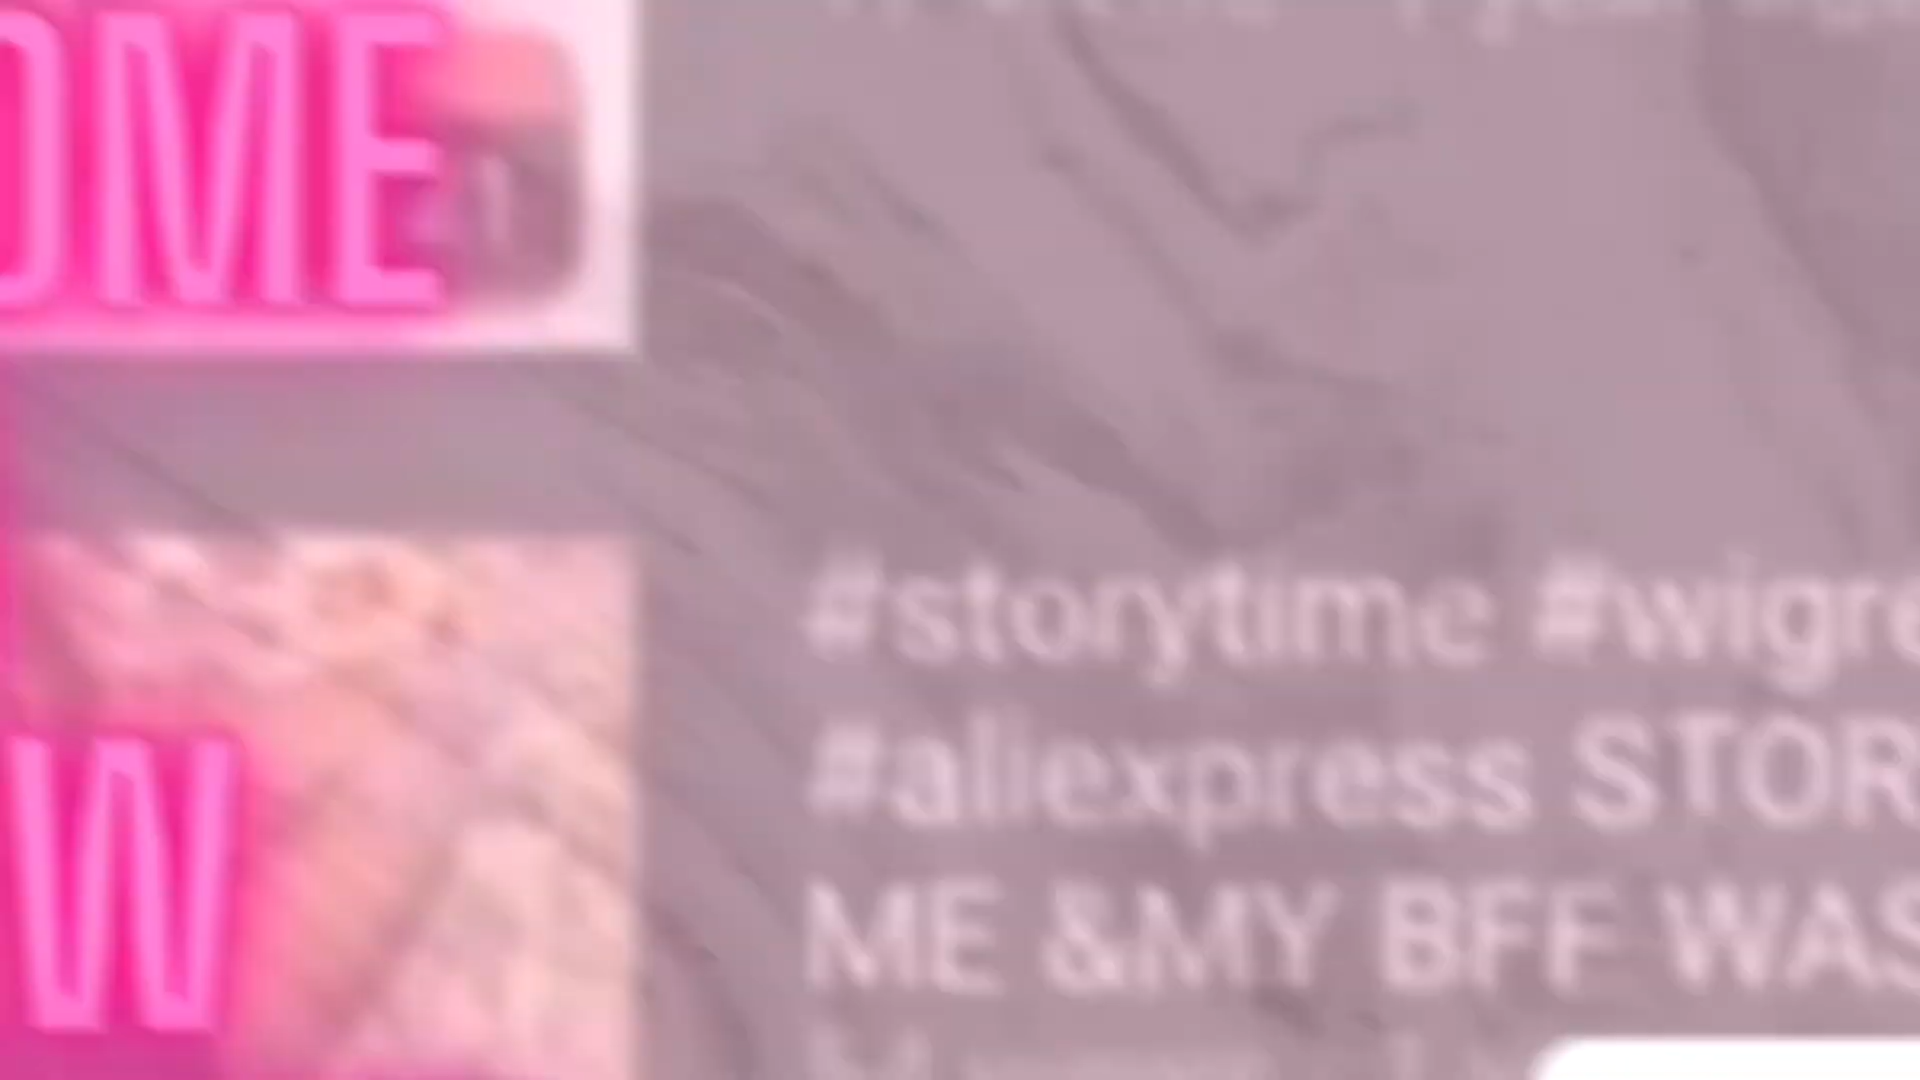 OME
#storytime #wigre
#aliexpress STOR
W
ME &MY BFF WAS